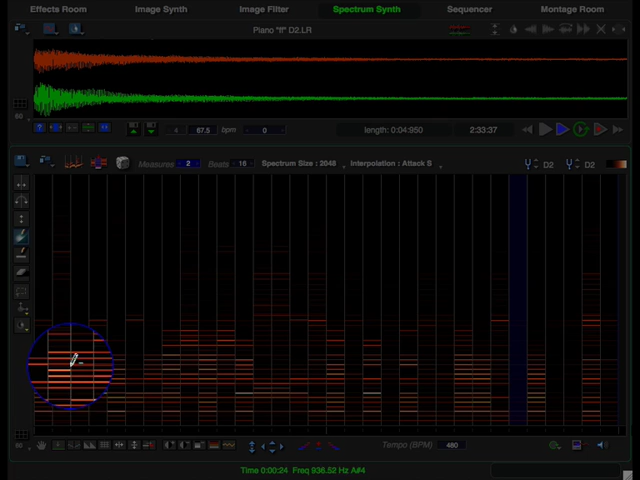 Effects Room Image Synth Image Filter Spectrum Synth Sequencer Montage Room
Piano "ff" D2.LR
60
4 67.5 bpm 0 length: 0:04:950 2:33:37
Measures 2 Beats 16 Spectrum Size : 2048 Interpolation : Attack S D2 D2
60
Tempo (BPM) 480
Time 0:00:24 Freq 936.52 Hz A#4